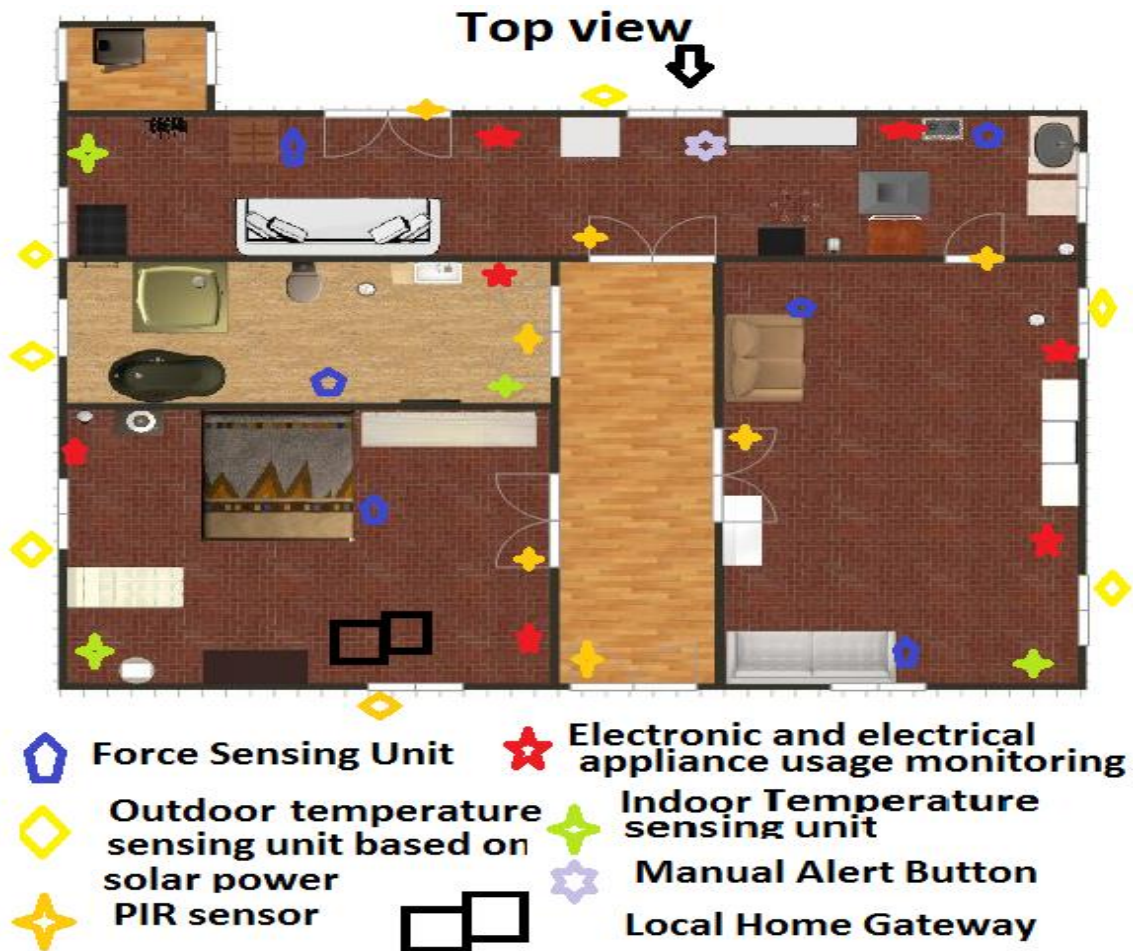 Top view
Force Sensing Unit
Electronic and electrical
appliance usage monitoring
Outdoor temperature
sensing unit based on
solar power
Indoor Temperature
sensing unit
Manual Alert Button
PIR sensor
Local Home Gateway